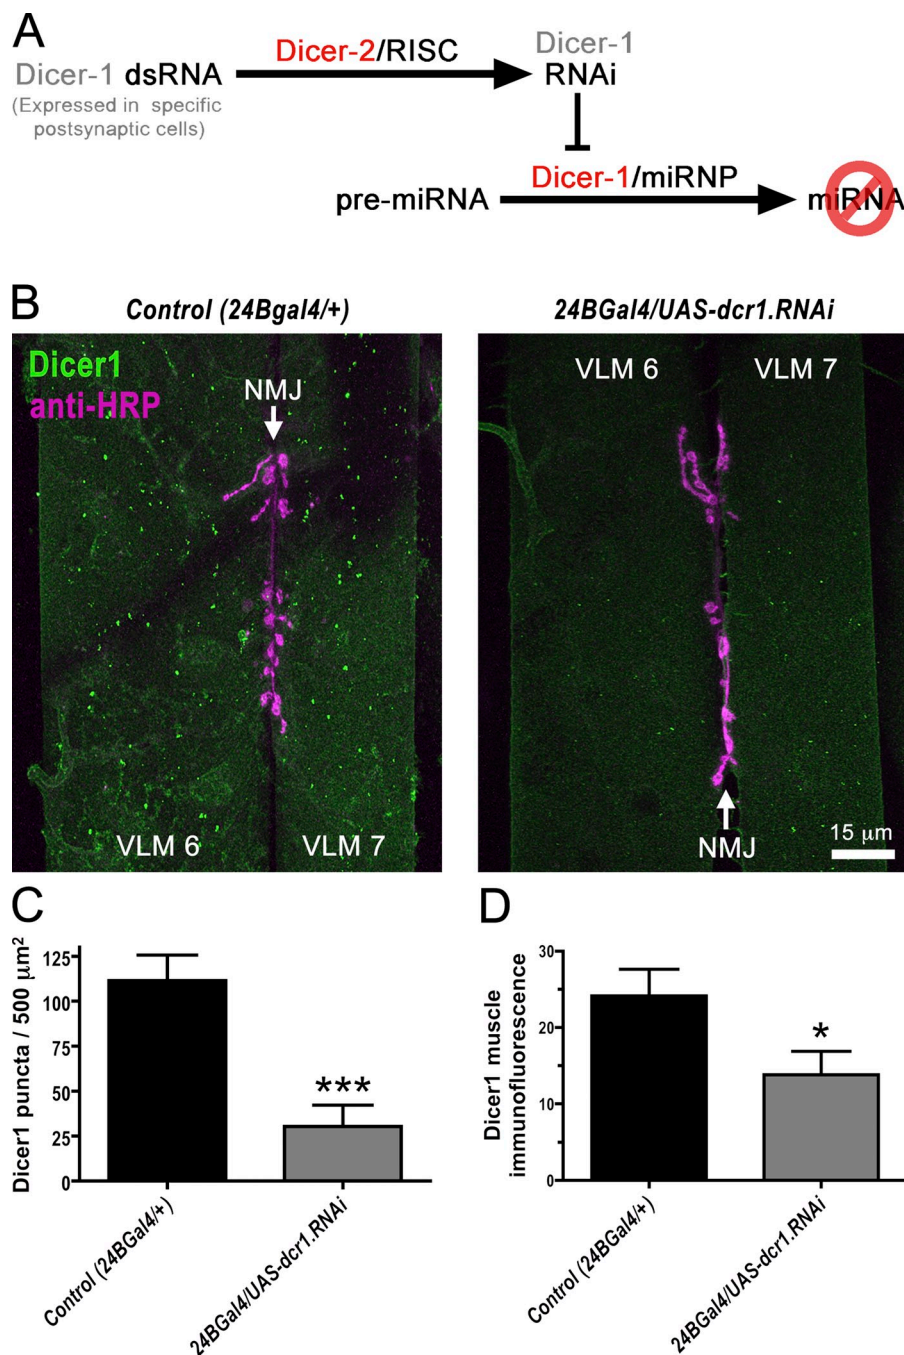 A
Dicer-1 dsRNA
(Expressed in specific
postsynaptic cells)
Dicer-2/RISC
Dicer-1
RNAi
pre-miRNA
Dicer-1/miRNP
miRNA
B
Control (24Bgal4/+)
24BGal4/UAS-dcr1.RNAi
Dicer1
anti-HRP
NMJ
VLM 6
VLM 7
VLM 6
VLM 7
NMJ
15 µm
C
Dicer1 puncta / 500 µm²
125
100
75
50
25
0
***
Control (24BGal4/+)
24BGal4/UAS-dcr1.RNAi
D
Dicer1 muscle
immunofluorescence
30
20
10
0
*
Control (24BGal4/+)
24BGal4/UAS-dcr1.RNAi